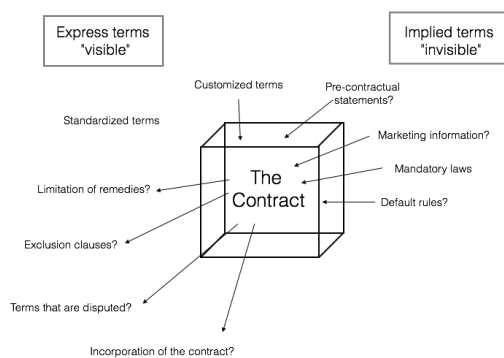 Express terms
"visible"
Implied terms
"invisible"
Customized terms
Pre-contractual
statements?
Standardized terms
Marketing information?
The
Contract
Mandatory laws
Limitation of remedies?
Default rules?
Exclusion clauses?
Terms that are disputed?
Incorporation of the contract?